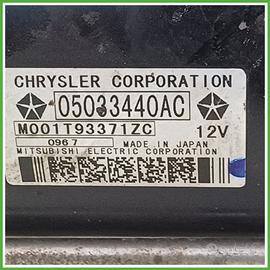 CHRYSLER CORPORATION
05033440AC
M001T93371ZC 12V
0967 MADE IN JAPAN
MITSUBISHI ELECTRIC CORPORATION